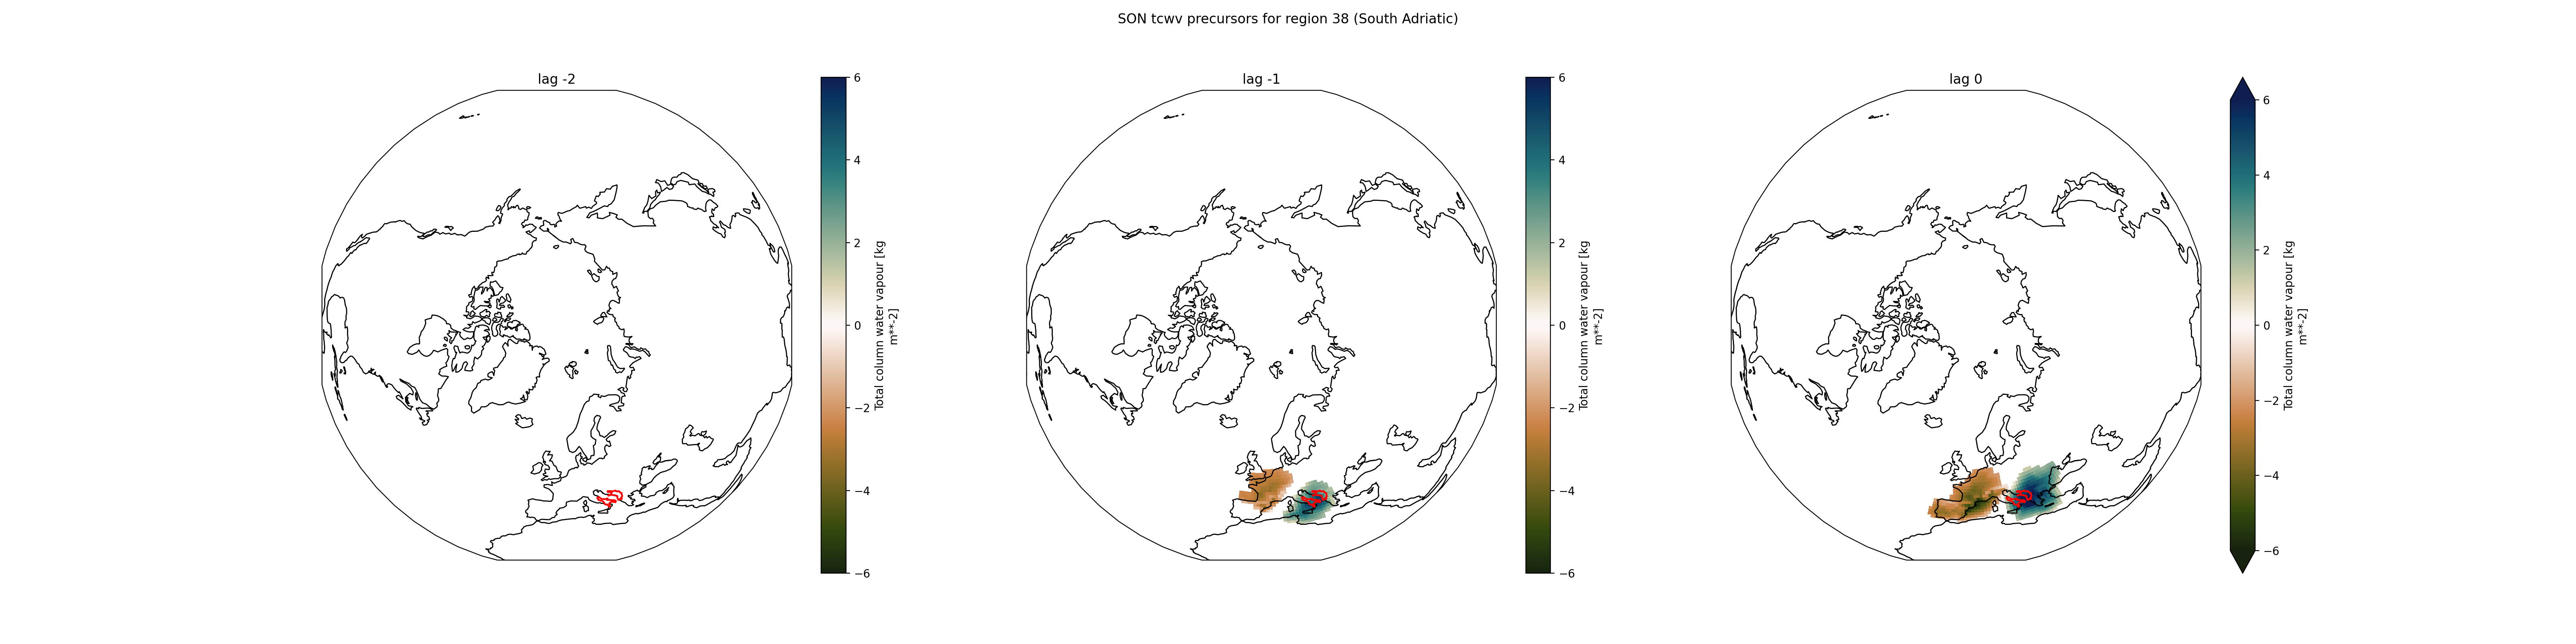 SON tcwv precursors for region 38 (South Adriatic)
lag -2
6
4
2
0
−2
−4
−6
Total column water vapour [kg
m**-2]
lag -1
6
4
2
0
−2
−4
−6
Total column water vapour [kg
m**-2]
lag 0
6
4
2
0
−2
−4
−6
Total column water vapour [kg
m**-2]